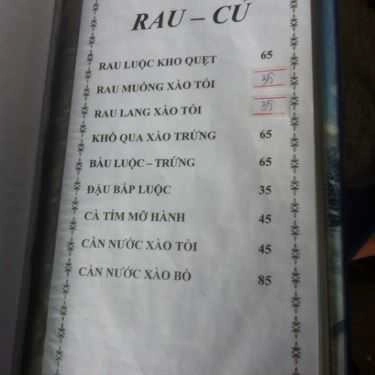 RAU – CỦ
RAU LUỘC KHO QUẸT 65
RAU MUỐNG XÀO TỎI 35
RAU LANG XÀO TỎI 35
KHỔ QUA XÀO TRỨNG 65
BẦU LUỘC – TRỨNG 65
ĐẬU BẮP LUỘC 35
CÀ TÍM MỠ HÀNH 45
CẢN NƯỚC XÀO TỎI 45
CẢN NƯỚC XÀO BÒ 85